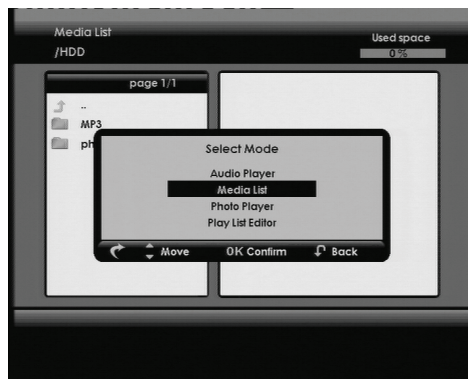 Media List
/HDD
Used space
0%
page 1/1
..
MP3
ph
Select Mode
Audio Player
Media List
Photo Player
Play List Editor
Move OK Confirm Back